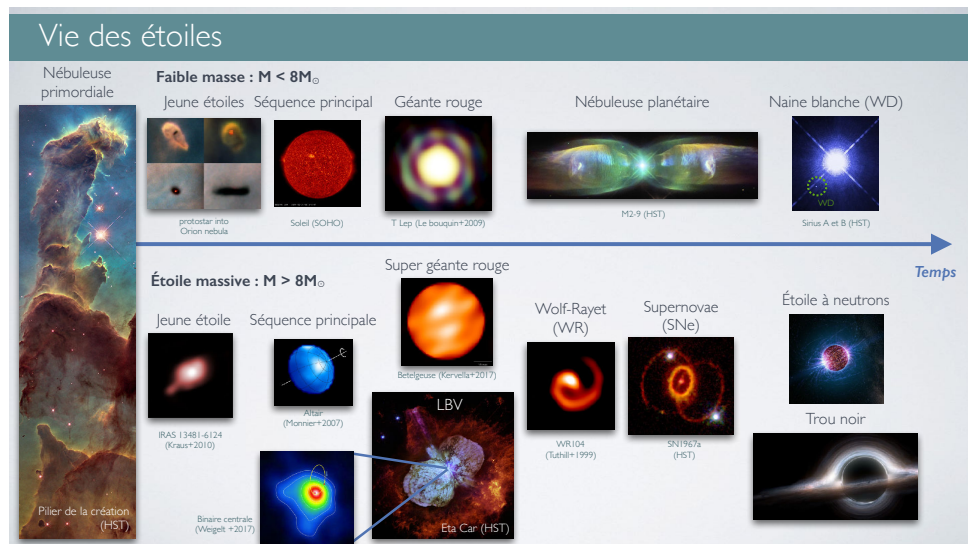 Vie des étoiles
Nébuleuse
primordiale
Pilier de la création
(HST)
Faible masse : M < 8M☉
Jeune étoiles
protostar into
Orion nebula
Séquence principal
Soleil (SOHO)
Géante rouge
T Lep (Le bouquin+2009)
Nébuleuse planétaire
M2-9 (HST)
Naine blanche (WD)
WD
Sirius A et B (HST)
Temps
Étoile massive : M > 8M☉
Jeune étoile
IRAS 13481-6124
(Kraus+2010)
Séquence principale
Altair
(Monnier+2007)
Binaire centrale
(Weigelt +2017)
Super géante rouge
Betelgeuse (Kervella+2017)
LBV
Eta Car (HST)
Wolf-Rayet
(WR)
WR104
(Tuthill+1999)
Supernovae
(SNe)
SN1967a
(HST)
Étoile à neutrons
Trou noir